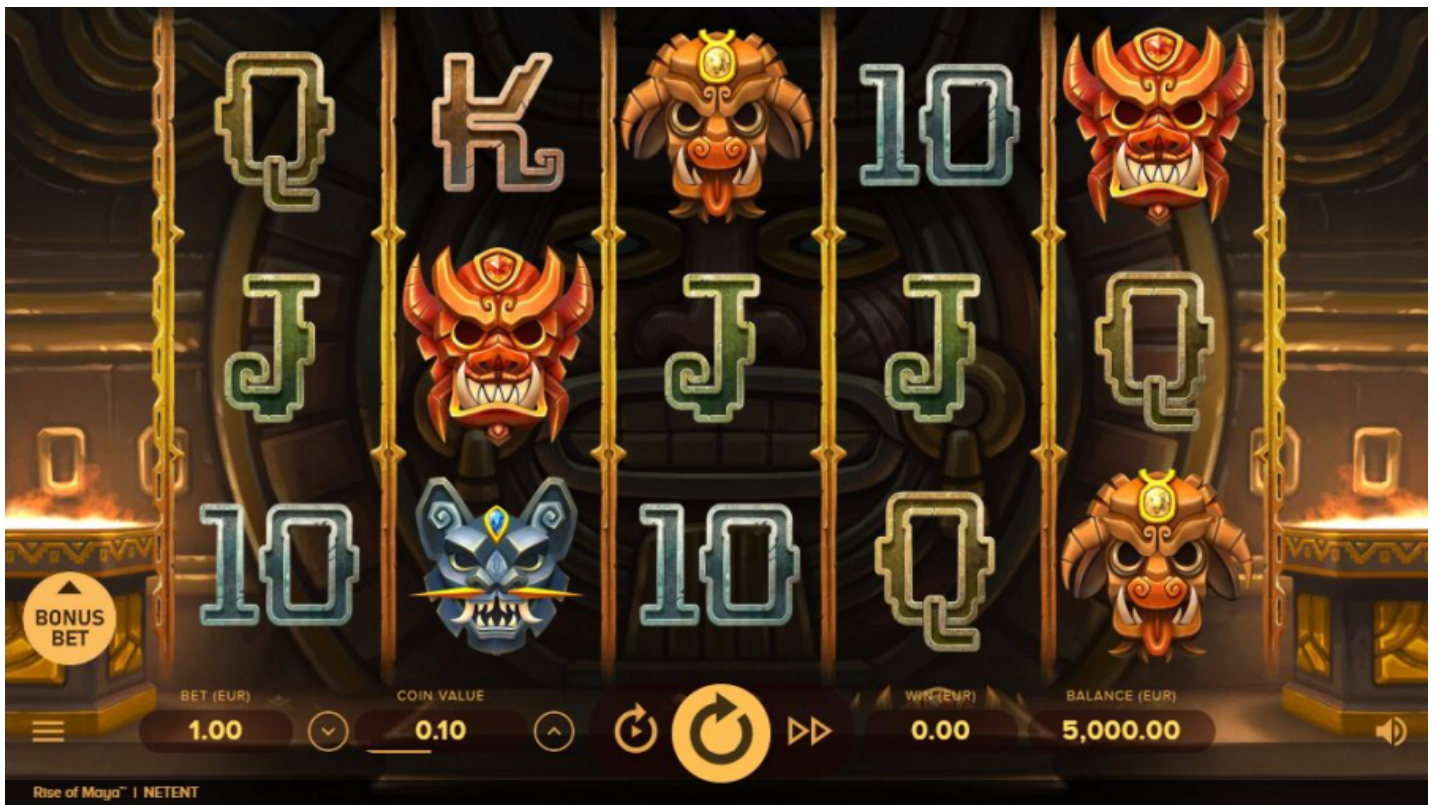 Q K 10
J J J Q
10 10 Q
BONUS
BET
BET (EUR) COIN VALUE WIN (EUR) BALANCE (EUR)
1.00 0.10 0.00 5,000.00
Rise of Maya™ | NETENT